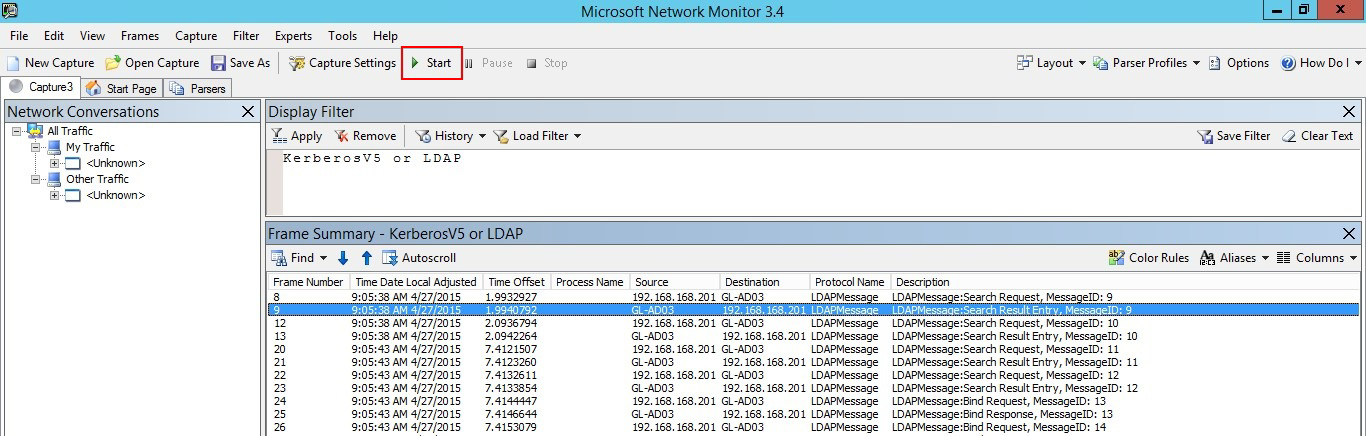 Microsoft Network Monitor 3.4
File Edit View Frames Capture Filter Experts Tools Help
New Capture Open Capture Save As Capture Settings Start Pause Stop Layout Parser Profiles Options How Do I
Capture3 Start Page Parsers
Network Conversations
All Traffic
My Traffic
<Unknown>
Other Traffic
<Unknown>
Display Filter
Apply Remove History Load Filter Save Filter Clear Text
KerberosV5 or LDAP
Frame Summary - KerberosV5 or LDAP
Find Autoscroll Color Rules Aliases Columns
Frame Number Time Date Local Adjusted Time Offset Process Name Source Destination Protocol Name Description
8 9:05:38 AM 4/27/2015 1.9932927 192.168.168.201 GL-AD03 LDAPMessage LDAPMessage:Search Request, MessageID: 9
9 9:05:38 AM 4/27/2015 1.9940792 GL-AD03 192.168.168.201 LDAPMessage LDAPMessage:Search Result Entry, MessageID: 9
12 9:05:38 AM 4/27/2015 2.0936794 192.168.168.201 GL-AD03 LDAPMessage LDAPMessage:Search Request, MessageID: 10
13 9:05:38 AM 4/27/2015 2.0942264 GL-AD03 192.168.168.201 LDAPMessage LDAPMessage:Search Result Entry, MessageID: 10
20 9:05:43 AM 4/27/2015 7.4121507 192.168.168.201 GL-AD03 LDAPMessage LDAPMessage:Search Request, MessageID: 11
21 9:05:43 AM 4/27/2015 7.4123260 GL-AD03 192.168.168.201 LDAPMessage LDAPMessage:Search Result Entry, MessageID: 11
22 9:05:43 AM 4/27/2015 7.4132611 192.168.168.201 GL-AD03 LDAPMessage LDAPMessage:Search Request, MessageID: 12
23 9:05:43 AM 4/27/2015 7.4133854 GL-AD03 192.168.168.201 LDAPMessage LDAPMessage:Search Result Entry, MessageID: 12
24 9:05:43 AM 4/27/2015 7.4144447 192.168.168.201 GL-AD03 LDAPMessage LDAPMessage:Bind Request, MessageID: 13
25 9:05:43 AM 4/27/2015 7.4146644 GL-AD03 192.168.168.201 LDAPMessage LDAPMessage:Bind Response, MessageID: 13
26 9:05:43 AM 4/27/2015 7.4153079 192.168.168.201 GL-AD03 LDAPMessage LDAPMessage:Bind Request, MessageID: 14